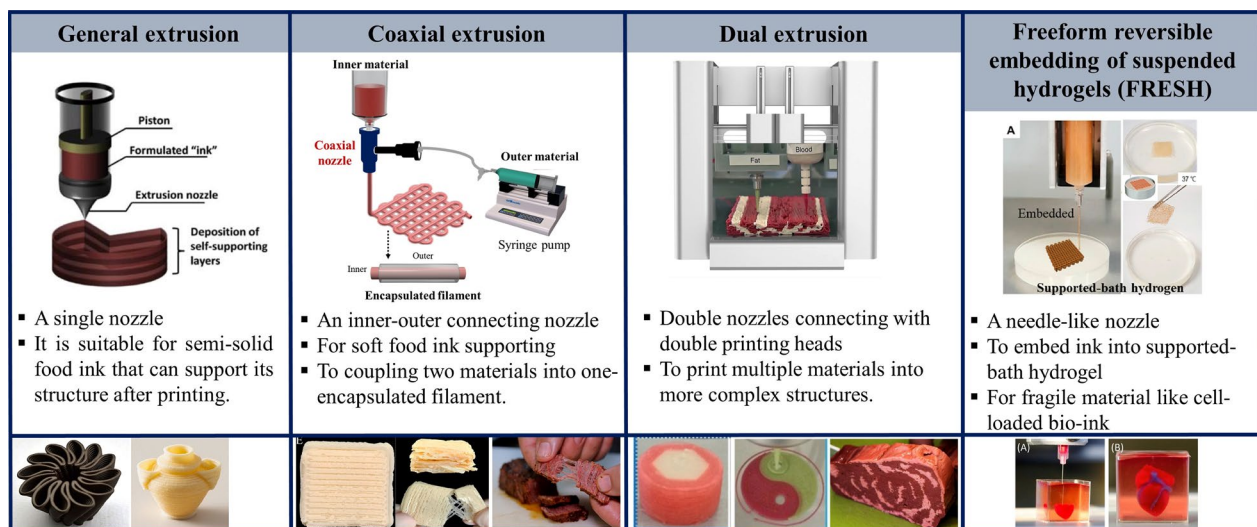 General extrusion
Piston
Formulated "ink"
Extrusion nozzle
Deposition of
self-supporting
layers
▪ A single nozzle
▪ It is suitable for semi-solid
food ink that can support its
structure after printing.
Coaxial extrusion
Inner material
Coaxial
nozzle
Outer material
Syringe pump
Outer
Inner
Encapsulated filament
▪ An inner-outer connecting nozzle
▪ For soft food ink supporting
▪ To coupling two materials into one-
encapsulated filament.
E
Dual extrusion
Fat
Blood
▪ Double nozzles connecting with
double printing heads
▪ To print multiple materials into
more complex structures.
Freeform reversible
embedding of suspended
hydrogels (FRESH)
A
37 ℃
Embedded
Supported-bath hydrogen
▪ A needle-like nozzle
▪ To embed ink into supported-
bath hydrogel
▪ For fragile material like cell-
loaded bio-ink
(A)
(B)